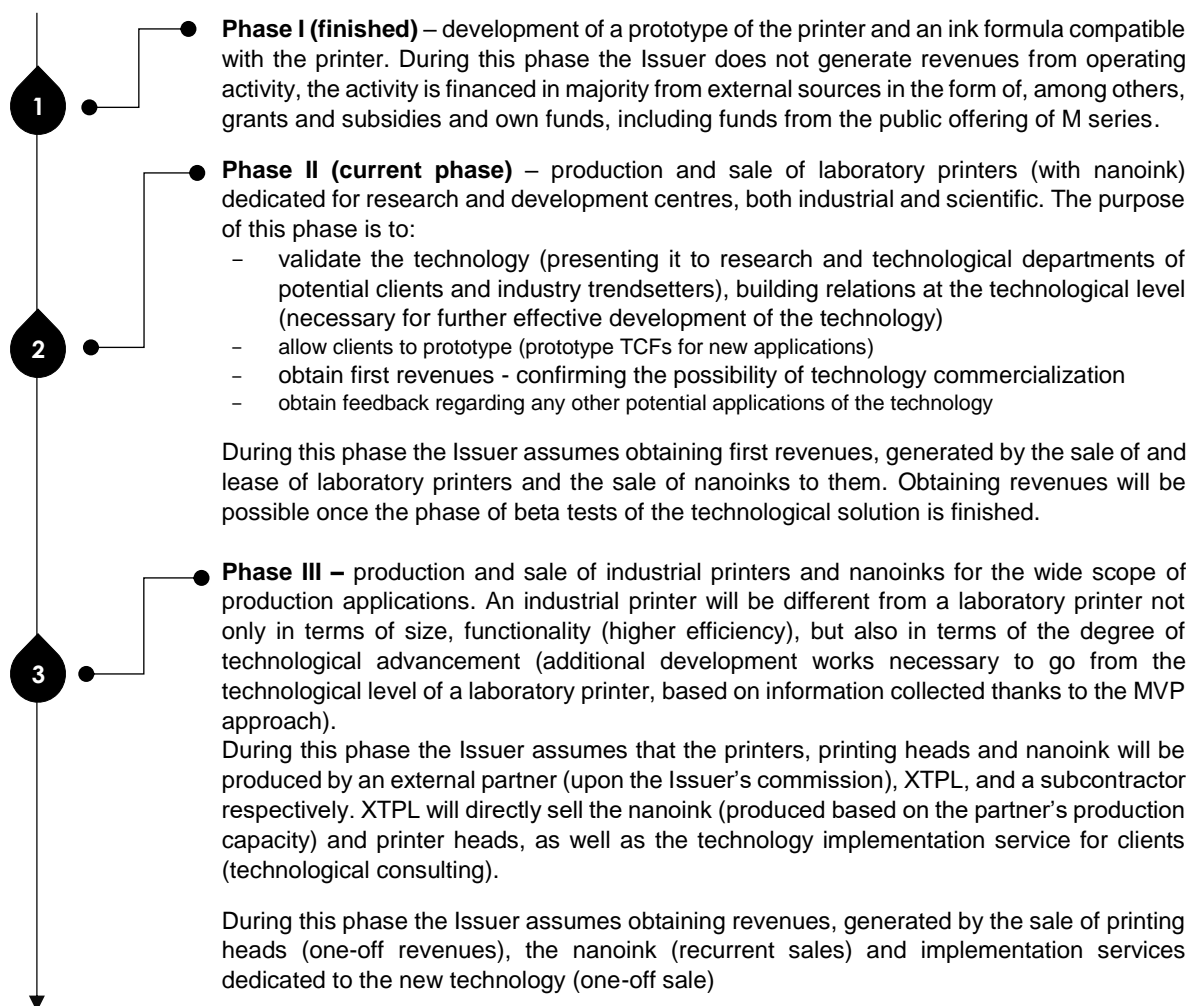 Phase I (finished) – development of a prototype of the printer and an ink formula compatible
with the printer. During this phase the Issuer does not generate revenues from operating
activity, the activity is financed in majority from external sources in the form of, among others,
grants and subsidies and own funds, including funds from the public offering of M series.
1
Phase II (current phase) – production and sale of laboratory printers (with nanoink)
dedicated for research and development centres, both industrial and scientific. The purpose
of this phase is to:
– validate the technology (presenting it to research and technological departments of
potential clients and industry trendsetters), building relations at the technological level
(necessary for further effective development of the technology)
2
– allow clients to prototype (prototype TCFs for new applications)
– obtain first revenues - confirming the possibility of technology commercialization
– obtain feedback regarding any other potential applications of the technology
During this phase the Issuer assumes obtaining first revenues, generated by the sale of and
lease of laboratory printers and the sale of nanoinks to them. Obtaining revenues will be
possible once the phase of beta tests of the technological solution is finished.
Phase III – production and sale of industrial printers and nanoinks for the wide scope of
production applications. An industrial printer will be different from a laboratory printer not
only in terms of size, functionality (higher efficiency), but also in terms of the degree of
technological advancement (additional development works necessary to go from the
3
technological level of a laboratory printer, based on information collected thanks to the MVP
approach).
During this phase the Issuer assumes that the printers, printing heads and nanoink will be
produced by an external partner (upon the Issuer's commission), XTPL, and a subcontractor
respectively. XTPL will directly sell the nanoink (produced based on the partner's production
capacity) and printer heads, as well as the technology implementation service for clients
(technological consulting).
During this phase the Issuer assumes obtaining revenues, generated by the sale of printing
heads (one-off revenues), the nanoink (recurrent sales) and implementation services
dedicated to the new technology (one-off sale)